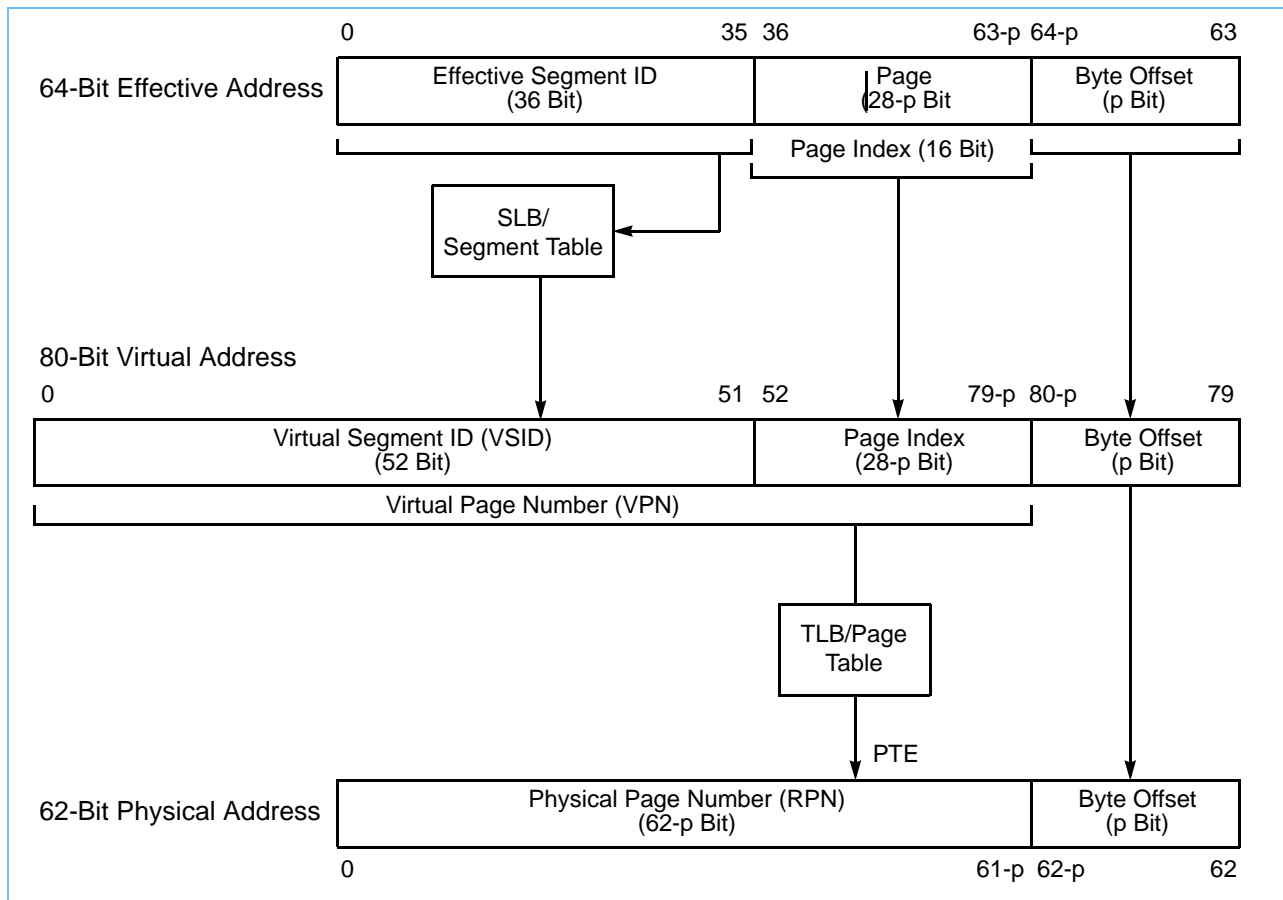 0 35 36 63-p 64-p 63
64-Bit Effective Address
Effective Segment ID
(36 Bit)
Page
(28-p Bit
Byte Offset
(p Bit)
Page Index (16 Bit)
SLB/
Segment Table
80-Bit Virtual Address
0 51 52 79-p 80-p 79
Virtual Segment ID (VSID)
(52 Bit)
Page Index
(28-p Bit)
Byte Offset
(p Bit)
Virtual Page Number (VPN)
TLB/Page
Table
PTE
62-Bit Physical Address
Physical Page Number (RPN)
(62-p Bit)
Byte Offset
(p Bit)
0 61-p 62-p 62